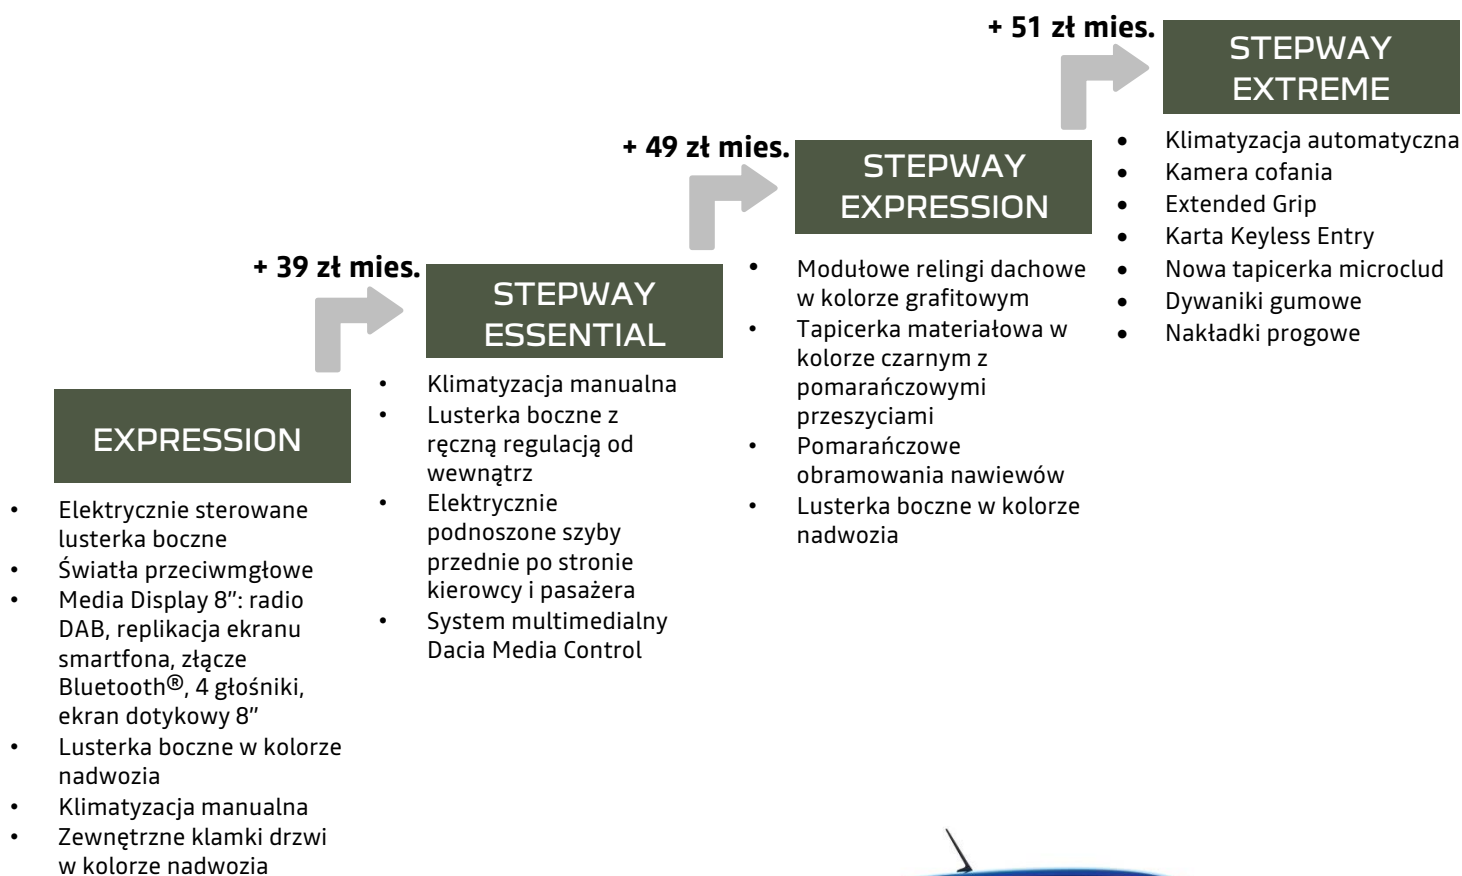 + 51 zł mies.
STEPWAY
EXTREME
• Klimatyzacja automatyczna
• Kamera cofania
• Extended Grip
• Karta Keyless Entry
• Nowa tapicerka microclud
• Dywaniki gumowe
• Nakładki progowe
+ 49 zł mies.
STEPWAY
EXPRESSION
• Modułowe relingi dachowe
w kolorze grafitowym
• Tapicerka materiałowa w
kolorze czarnym z
pomarańczowymi
przeszyciami
• Pomarańczowe
obramowania nawiewów
• Lusterka boczne w kolorze
nadwozia
+ 39 zł mies.
STEPWAY
ESSENTIAL
• Klimatyzacja manualna
• Lusterka boczne z
ręczną regulacją od
wewnątrz
• Elektrycznie
podnoszone szyby
przednie po stronie
kierowcy i pasażera
• System multimedialny
Dacia Media Control
EXPRESSION
• Elektrycznie sterowane
lusterka boczne
• Światła przeciwmgłowe
• Media Display 8”: radio
DAB, replikacja ekranu
smartfona, złącze
Bluetooth®, 4 głośniki,
ekran dotykowy 8”
• Lusterka boczne w kolorze
nadwozia
• Klimatyzacja manualna
• Zewnętrzne klamki drzwi
w kolorze nadwozia